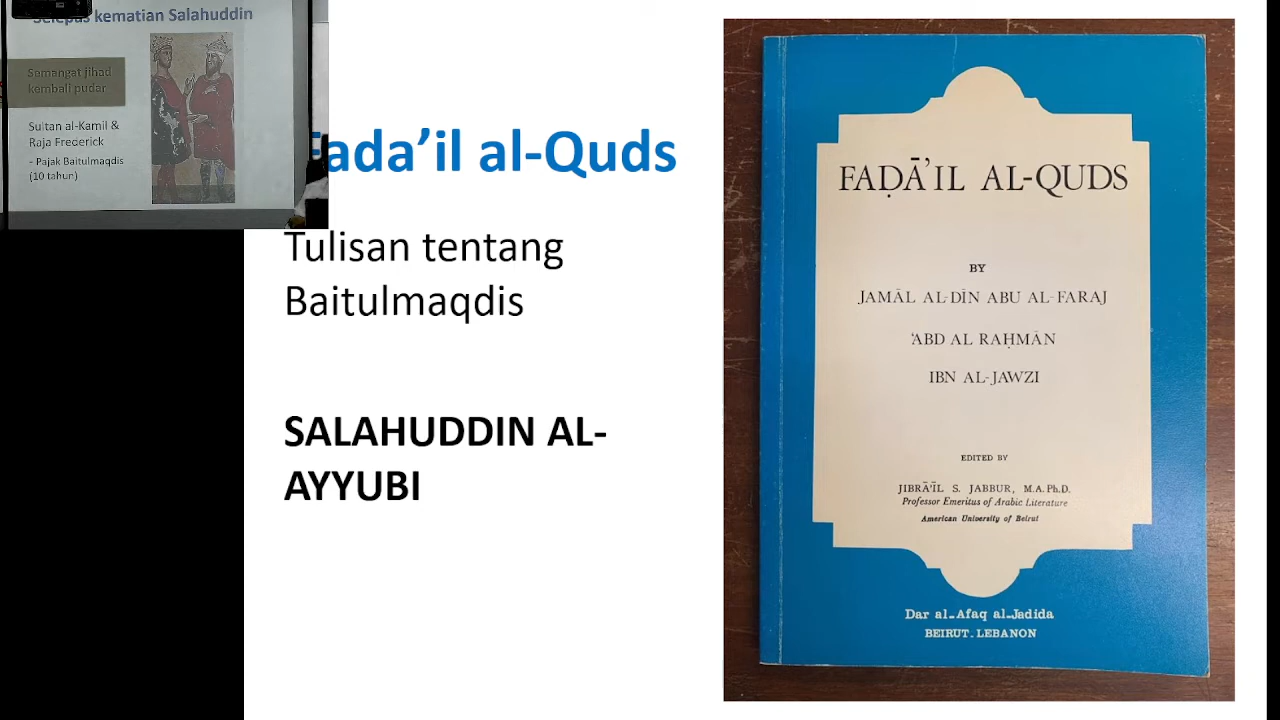 Selepas kematian Salahuddin
Semangat jihad
kembali pudar
Sultan al-Kamil &
Raja Frederick
- Pajak Baitulmaqdis
(10 tahun)
Fada’il al-Quds
Tulisan tentang
Baitulmaqdis
SALAHUDDIN AL-
AYYUBI
FAḌĀ’IL AL-QUDS
BY
JAMĀL AL-DĪN ABU AL-FARAJ
‘ABD AL RAḤMĀN
IBN AL-JAWZI
EDITED BY
JIBRĀ’ĪL S. JABBUR, M.A. Ph.D.
Professor Emeritus of Arabic Literature
American University of Beirut
Dar al-Afaq al-Jadida
BEIRUT. LEBANON